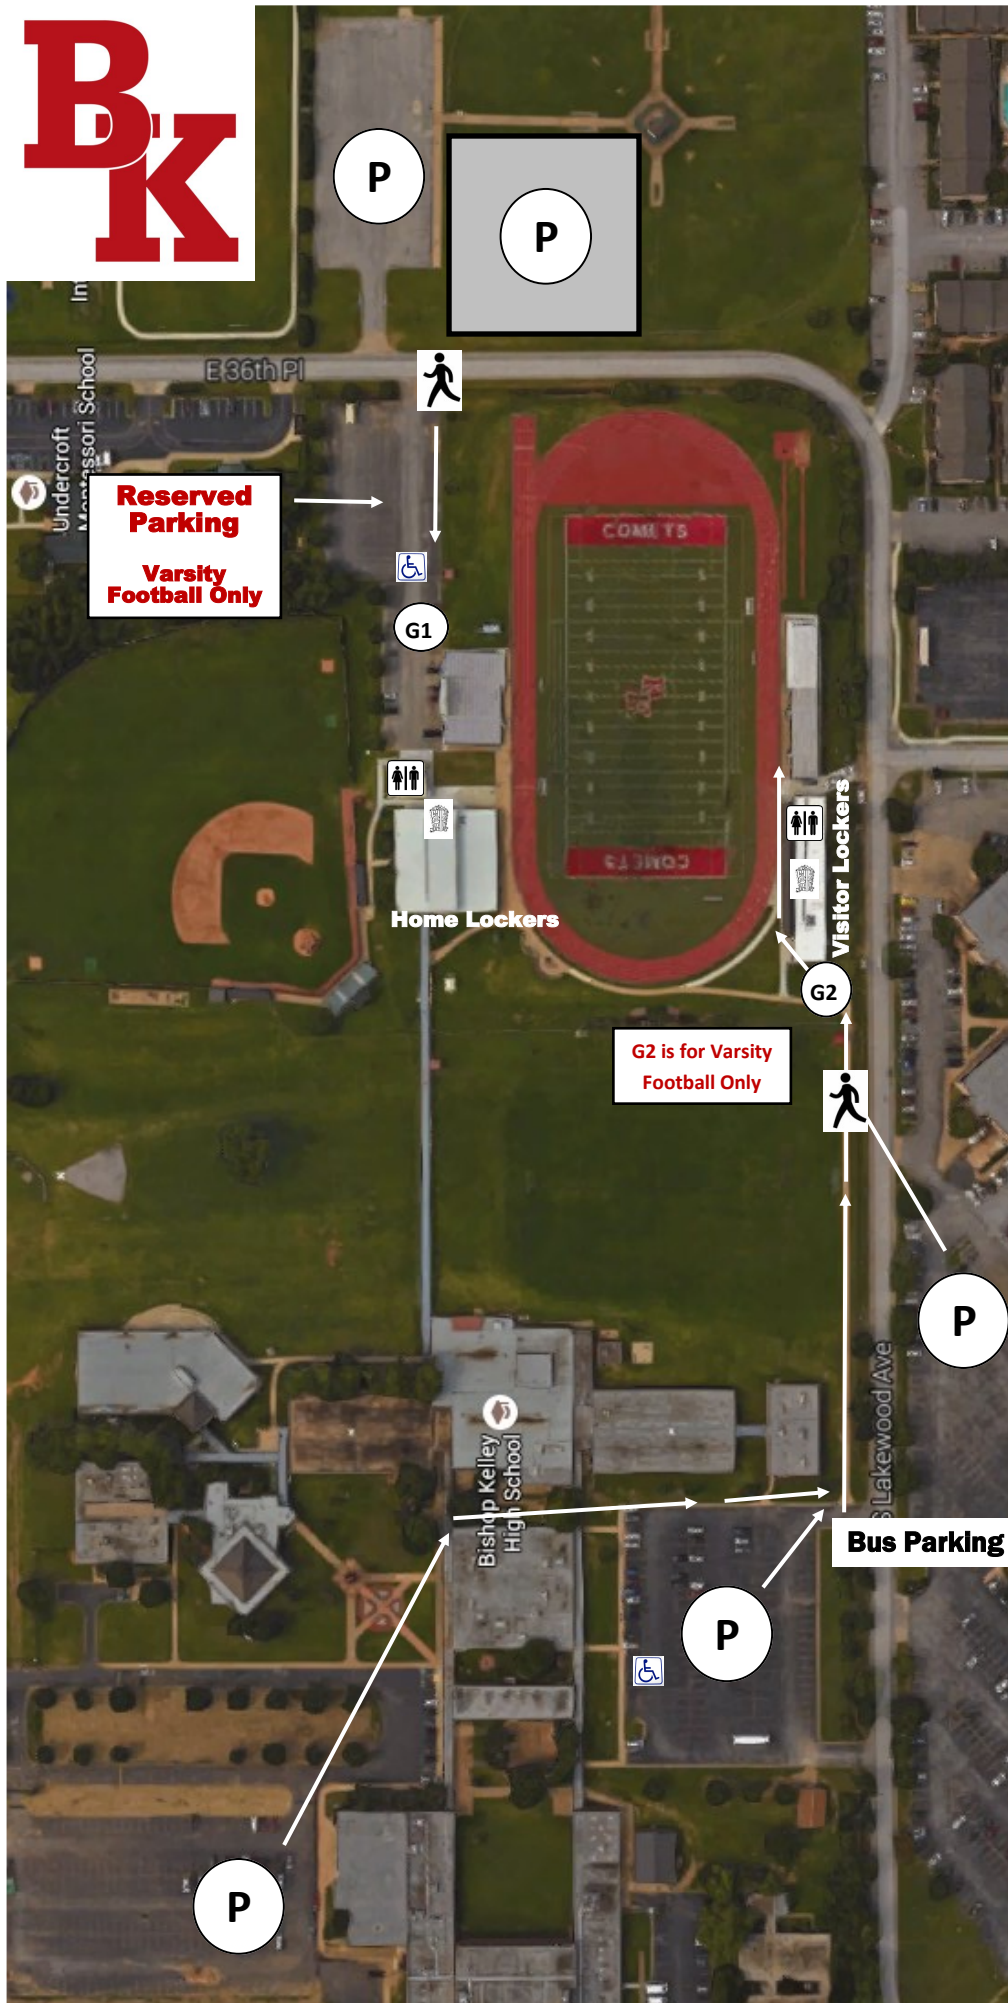 BK
P
P
E 36th Pl
Undercroft
Montessori School
Reserved
Parking
Varsity
Football Only
G1
COMETS
COMETS
Home Lockers
Visitor Lockers
G2
G2 is for Varsity
Football Only
P
S Lakewood Ave
Bishop Kelley
High School
Bus Parking
P
P